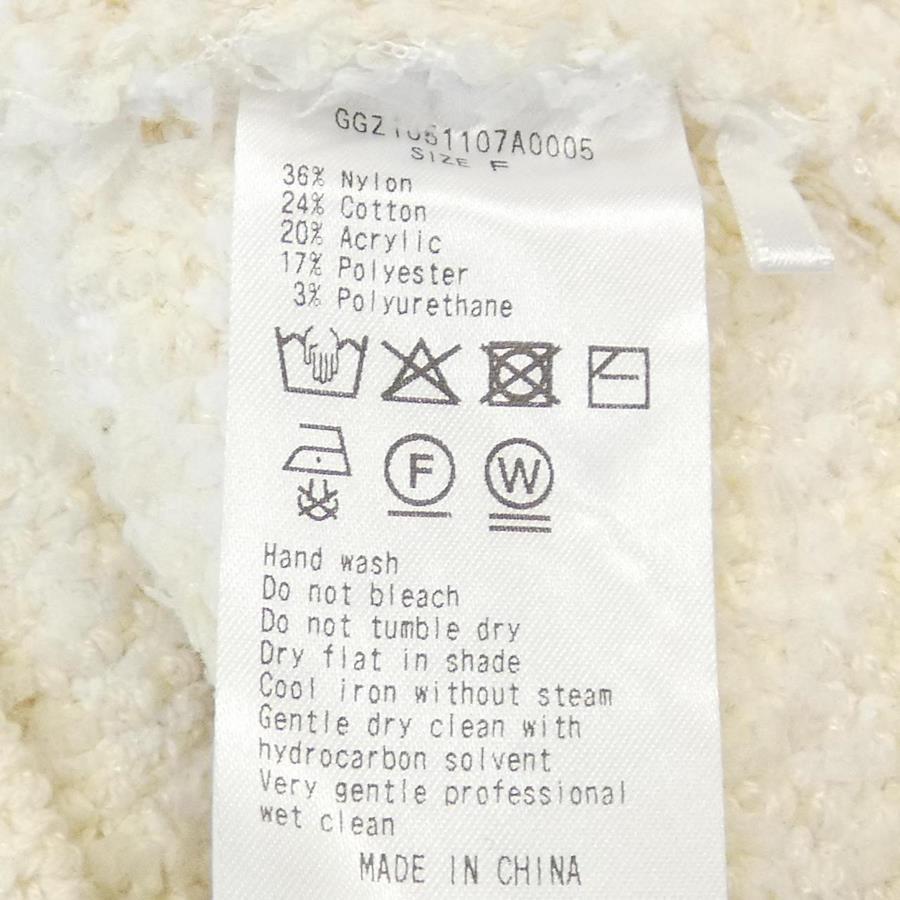 SIZE F
36% Nylon
24% Cotton
20% Acrylic
17% Polyester
3% Polyurethane
F W
Hand wash
Do not bleach
Do not tumble dry
Dry flat in shade
Cool iron without steam
Gentle dry clean with
hydrocarbon solvent
Very gentle professional
wet clean
MADE IN CHINA